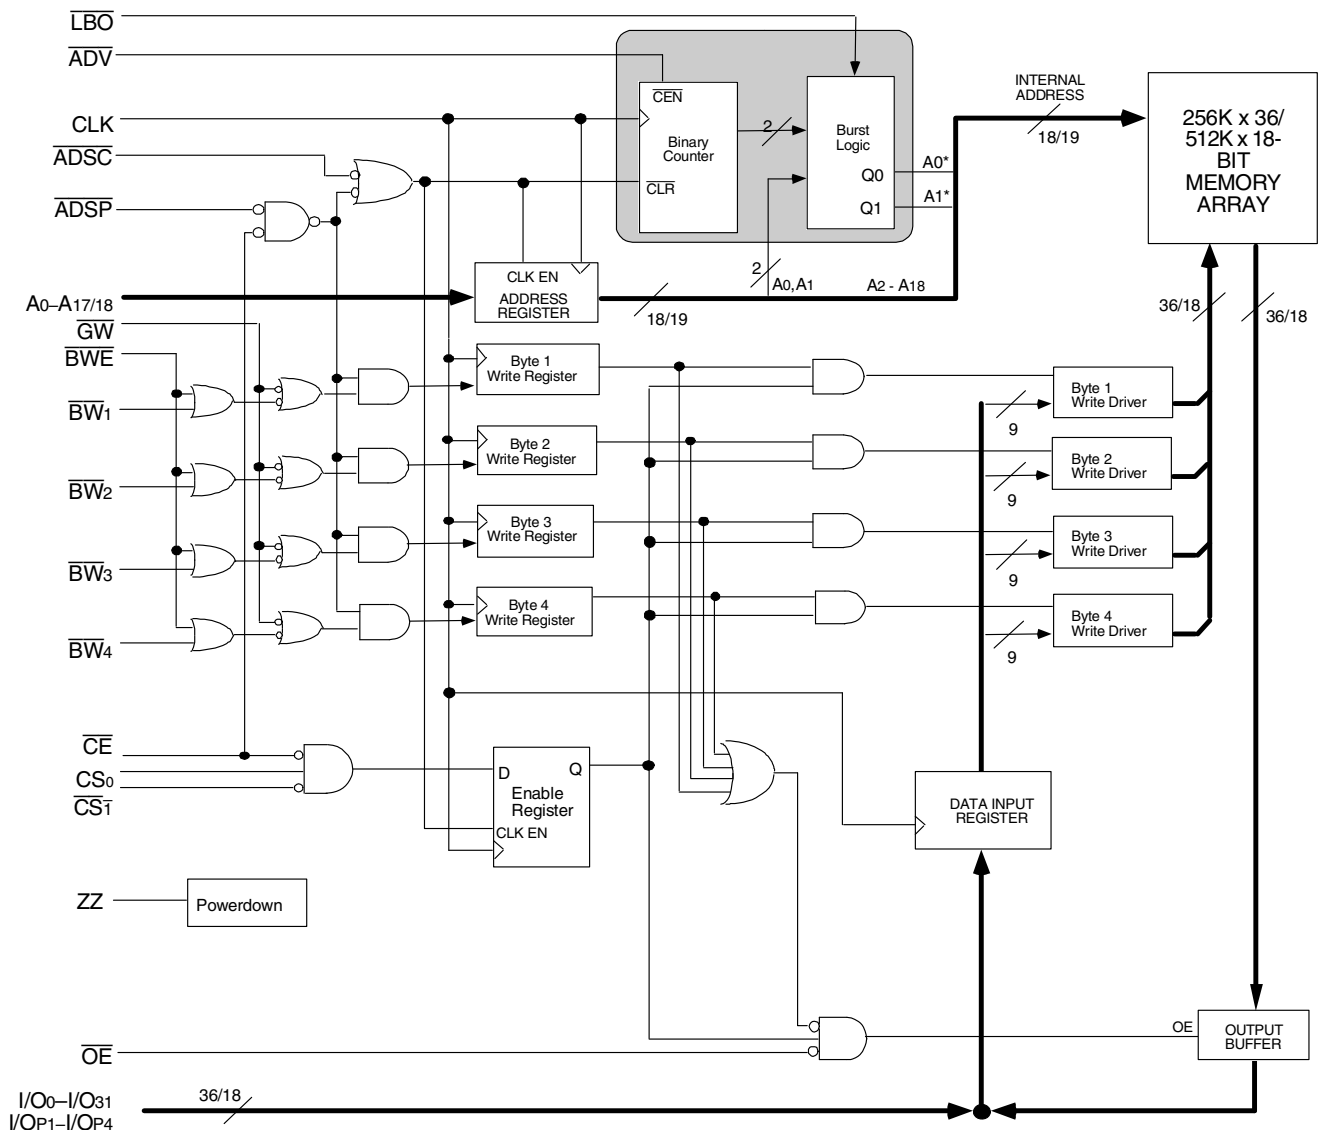 LBO
ADV
CLK
ADSC
ADSP
A0–A17/18
GW
BWE
BW1
BW2
BW3
BW4
CE
CS0
CS1
ZZ
Powerdown
OE
I/O0–I/O31
I/OP1–I/OP4
36/18
CEN
Binary
Counter
CLR
2
Burst
Logic
Q0
Q1
A0*
A1*
2
A0,A1
A2 - A18
INTERNAL
ADDRESS
18/19
256K x 36/
512K x 18-
BIT
MEMORY
ARRAY
CLK EN
ADDRESS
REGISTER
18/19
36/18
36/18
Byte 1
Write Register
Byte 2
Write Register
Byte 3
Write Register
Byte 4
Write Register
9
Byte 1
Write Driver
9
Byte 2
Write Driver
9
Byte 3
Write Driver
9
Byte 4
Write Driver
D
Q
Enable
Register
CLK EN
DATA INPUT
REGISTER
OE
OUTPUT
BUFFER